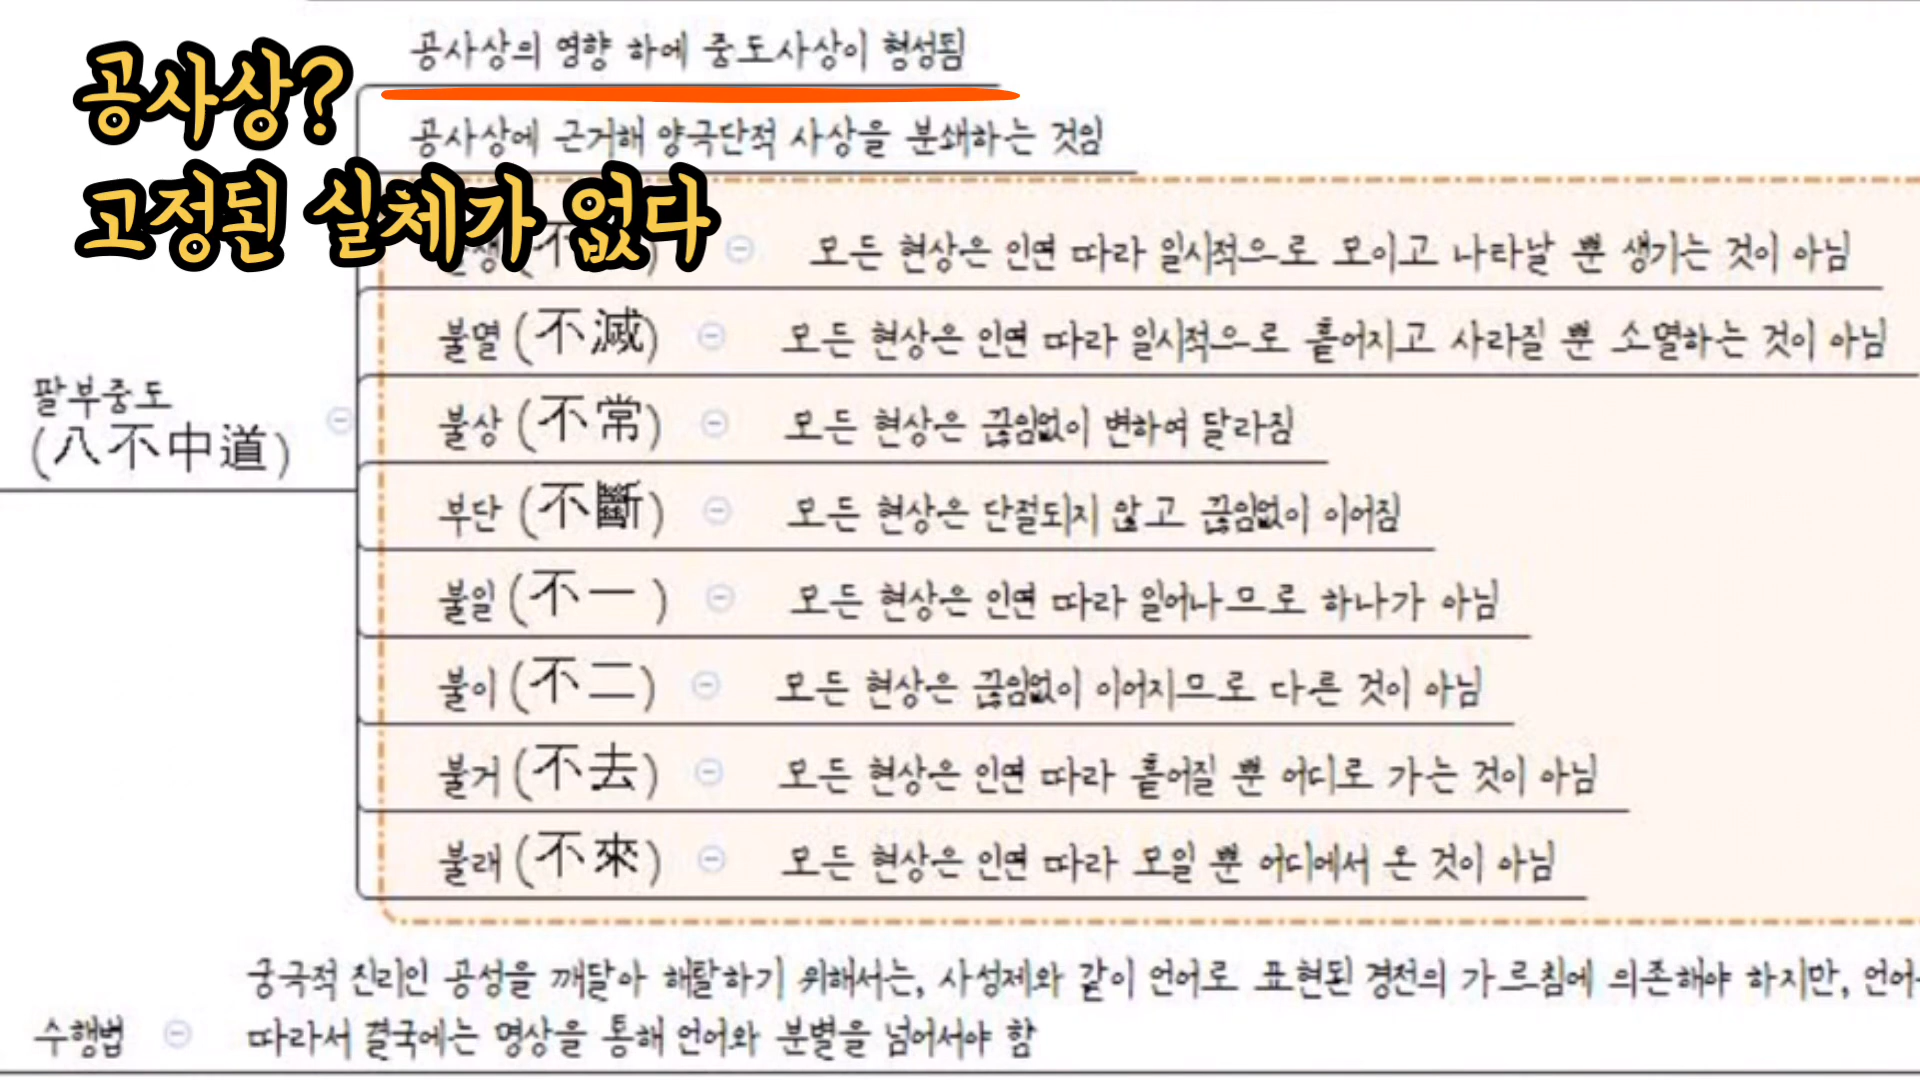 공사상?
고정된 실체가 없다
공사상의 영향 하에 중도사상이 형성됨
공사상에 근거해 양극단적 사상을 분쇄하는 것임
모든 현상은 인연 따라 일시적으로 모이고 나타날 뿐 생기는 것이 아님
불멸 (不滅) 모든 현상은 인연 따라 일시적으로 흩어지고 사라질 뿐 소멸하는 것이 아님
팔부중도
(八不中道)
불상 (不常) 모든 현상은 끊임없이 변하여 달라짐
부단 (不斷) 모든 현상은 단절되지 않고 끊임없이 이어짐
불일 (不一) 모든 현상은 인연 따라 일어나므로 하나가 아님
불이 (不二) 모든 현상은 끊임없이 이어지므로 다른 것이 아님
불거 (不去) 모든 현상은 인연 따라 흩어질 뿐 어디로 가는 것이 아님
불래 (不來) 모든 현상은 인연 따라 모일 뿐 어디에서 온 것이 아님
궁극적 진리인 공성을 깨달아 해탈하기 위해서는, 사성제와 같이 언어로 표현된 경전의 가르침에 의존해야 하지만, 언어
수행법 따라서 결국에는 명상을 통해 언어와 분별을 넘어서야 함